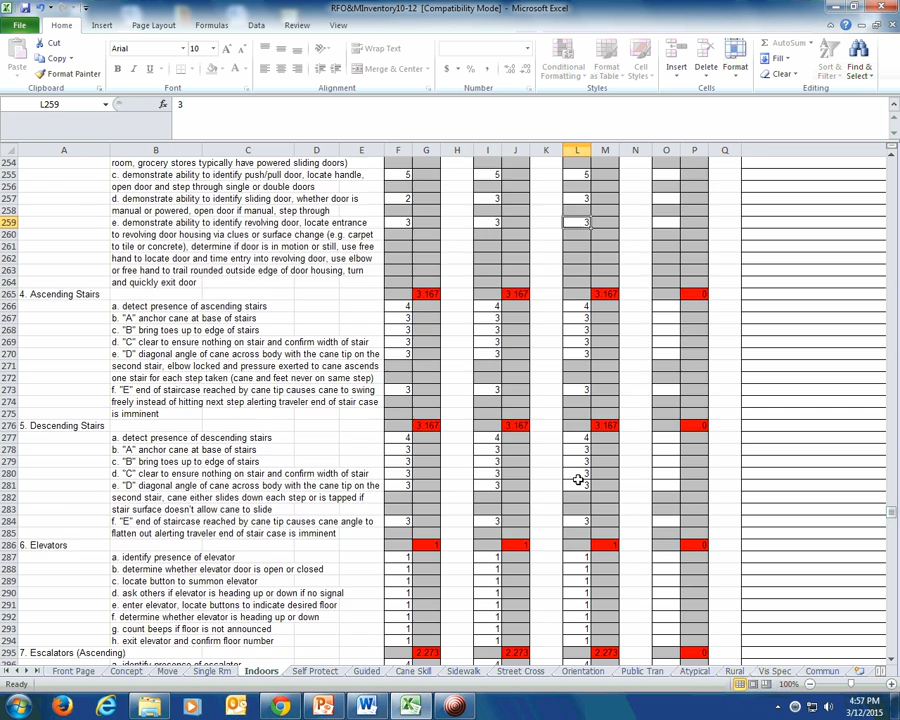 RFO&MInventory10-12 [Compatibility Mode] - Microsoft Excel
File Home Insert Page Layout Formulas Data Review View
Paste Cut Copy Format Painter Clipboard
Arial 10 Font
Wrap Text Merge & Center Alignment
Number
Conditional Formatting Format as Table Cell Styles Styles
Insert Delete Format Cells
AutoSum Fill Clear Sort & Filter Find & Select Editing
L259 fx 3
A B C D E F G H I J K L M N O P Q
254 room, grocery stores typically have powered sliding doors)
255 c. demonstrate ability to identify push/pull door, locate handle, 5 5 5
256 open door and step through single or double doors
257 d. demonstrate ability to identify sliding door, whether door is 2 3 3
258 manual or powered, open door if manual, step through
259 e. demonstrate ability to identify revolving door, locate entrance 3 3 3
260 to revolving door housing via clues or surface change (e.g. carpet
261 to tile or concrete), determine if door is in motion or still, use free
262 hand to locate door and time entry into revolving door, use elbow
263 or free hand to trail rounded outside edge of door housing, turn
264 and quickly exit door
265 4. Ascending Stairs 3.167 3.167 3.167 0
266 a. detect presence of ascending stairs 4 4 4
267 b. "A" anchor cane at base of stairs 3 3 3
268 c. "B" bring toes up to edge of stairs 3 3 3
269 d. "C" clear to ensure nothing on stair and confirm width of stair 3 3 3
270 e. "D" diagonal angle of cane across body with the cane tip on the 3 3 3
271 second stair, elbow locked and pressure exerted to cane ascends
272 one stair for each step taken (cane and feet never on same step)
273 f. "E" end of staircase reached by cane tip causes cane to swing 3 3 3
274 freely instead of hitting next step alerting traveler end of stair case
275 is imminent
276 5. Descending Stairs 3.167 3.167 3.167 0
277 a. detect presence of descending stairs 4 4 4
278 b. "A" anchor cane at base of stairs 3 3 3
279 c. "B" bring toes up to edge of stairs 3 3 3
280 d. "C" clear to ensure nothing on stair and confirm width of stair 3 3 3
281 e. "D" diagonal angle of cane across body with the cane tip on the 3 3 3
282 second stair, cane either slides down each step or is tapped if
283 stair surface doesn't allow cane to slide
284 f. "E" end of staircase reached by cane tip causes cane angle to 3 3 3
285 flatten out alerting traveler end of stair case is imminent
286 6. Elevators 1 1 1 0
287 a. identify presence of elevator 1 1 1
288 b. determine whether elevator door is open or closed 1 1 1
289 c. locate button to summon elevator 1 1 1
290 d. ask others if elevator is heading up or down if no signal 1 1 1
291 e. enter elevator, locate buttons to indicate desired floor 1 1 1
292 f. determine whether elevator is heading up or down 1 1 1
293 g. count beeps if floor is not announced 1 1 1
294 h. exit elevator and confirm floor number 1 1 1
295 7. Escalators (Ascending) 2.273 2.273 2.273 0
296 a. identify presence of escalator 4 4 4
Front Page Concept Move Single Rm Indoors Self Protect Guided Cane Skill Sidewalk Street Cross Orientation Public Tran Atypical Rural Vis Spec Commun
Ready 100%
4:57 PM
3/12/2015